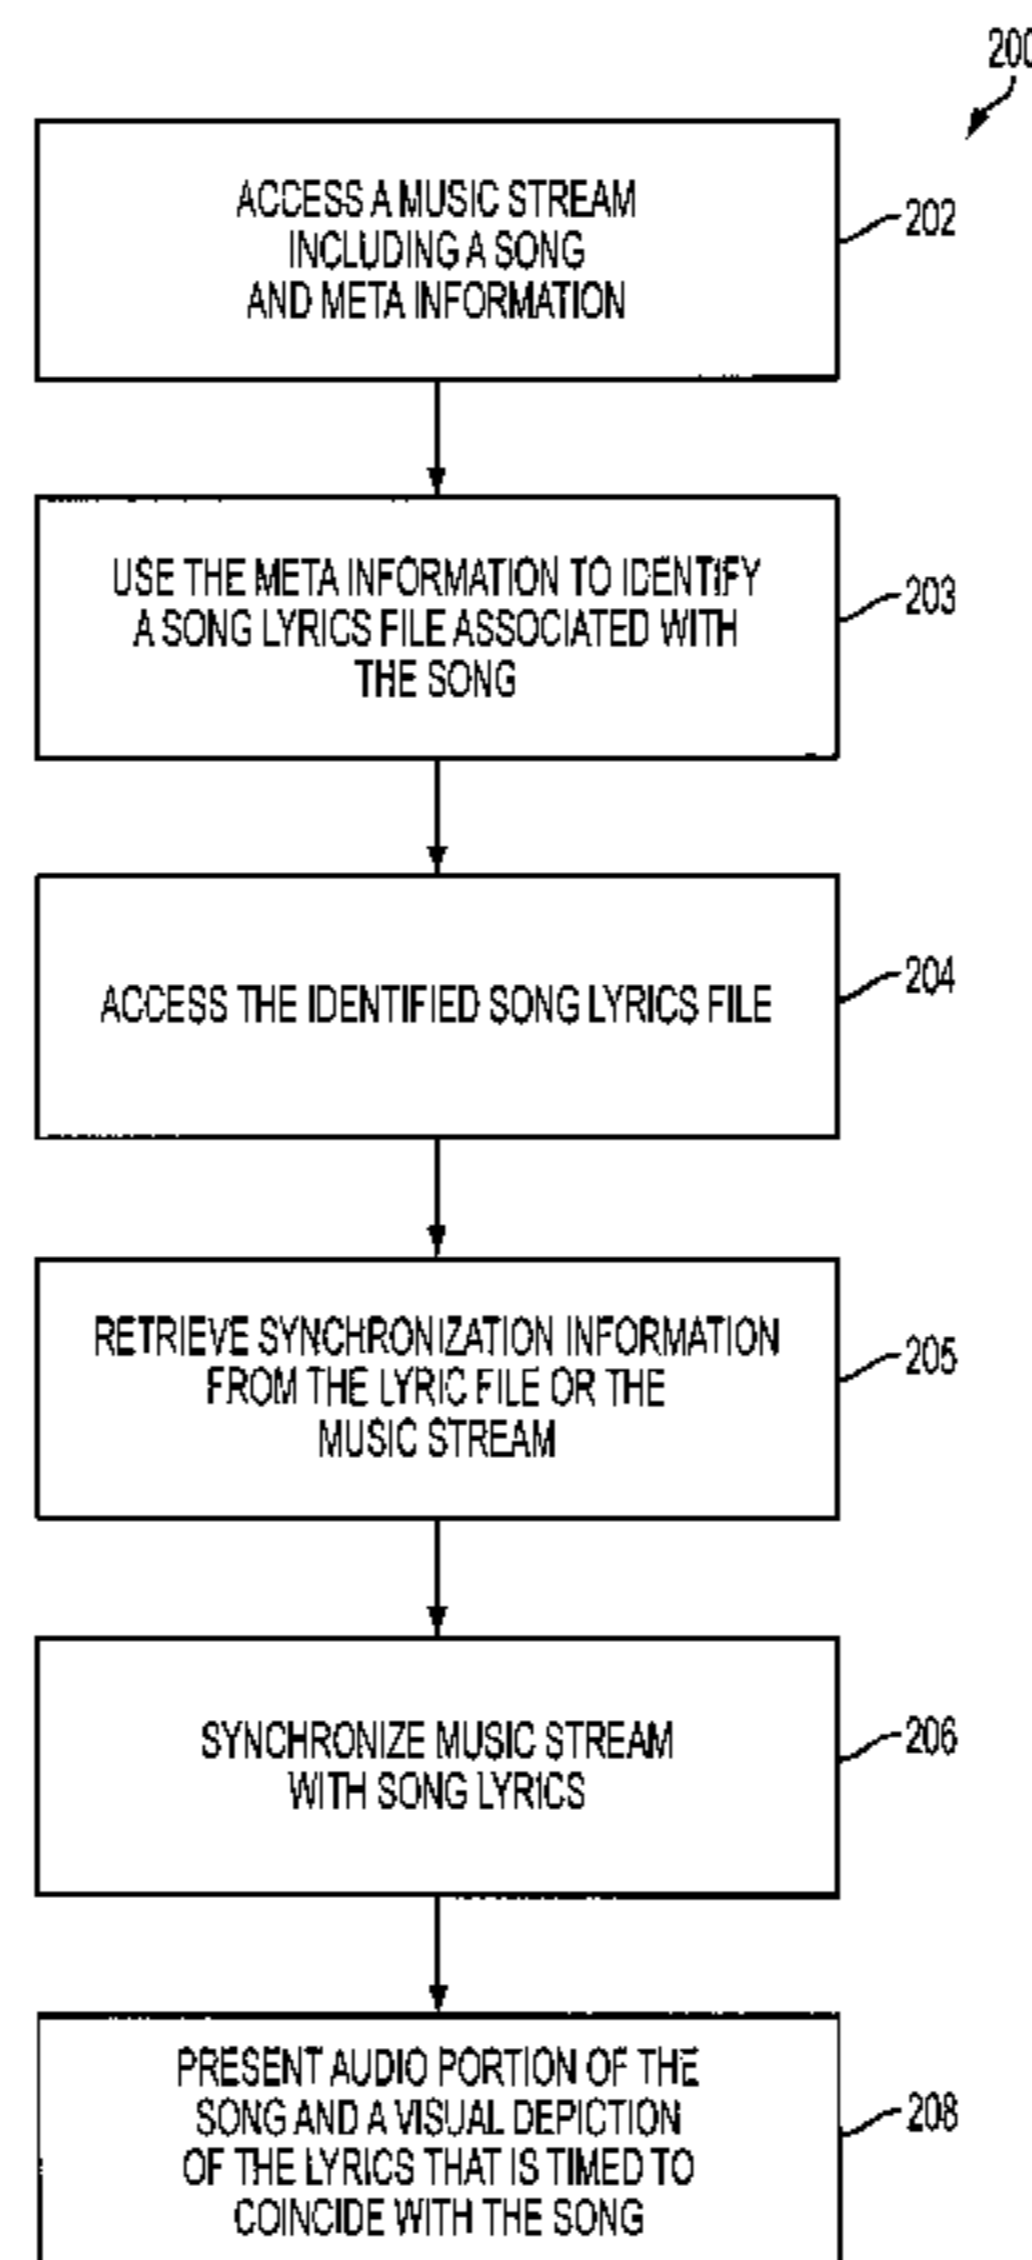 200
ACCESS A MUSIC STREAM
INCLUDING A SONG
AND META INFORMATION
202
USE THE META INFORMATION TO IDENTIFY
A SONG LYRICS FILE ASSOCIATED WITH
THE SONG
203
ACCESS THE IDENTIFIED SONG LYRICS FILE
204
RETRIEVE SYNCHRONIZATION INFORMATION
FROM THE LYRIC FILE OR THE
MUSIC STREAM
205
SYNCHRONIZE MUSIC STREAM
WITH SONG LYRICS
206
PRESENT AUDIO PORTION OF THE
SONG AND A VISUAL DEPICTION
OF THE LYRICS THAT IS TIMED TO
COINCIDE WITH THE SONG
208